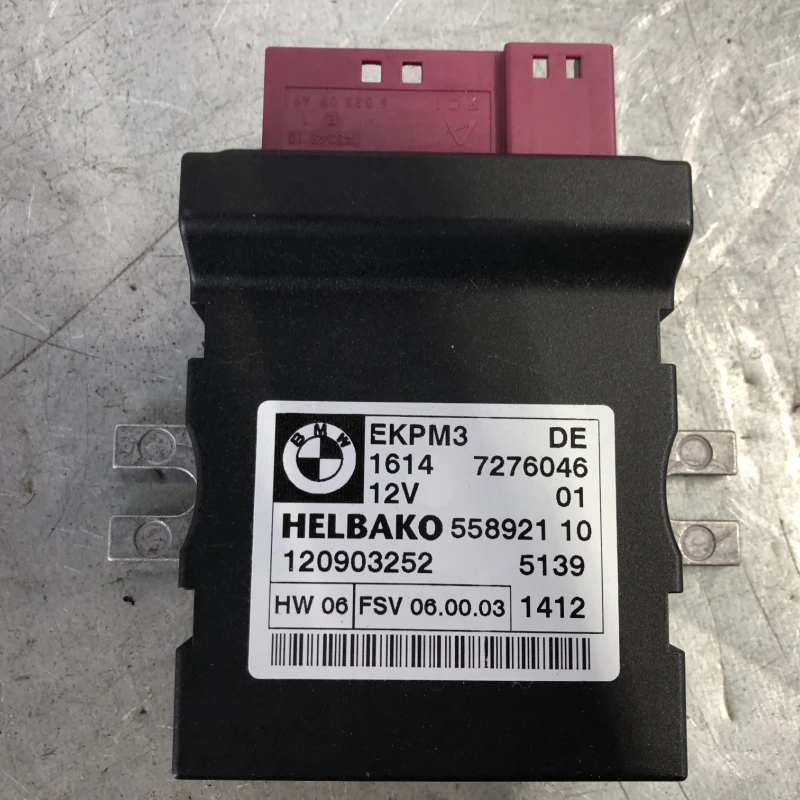 BMW
EKPM3 DE
1614 7276046
12V 01
HELBAKO 558921 10
120903252 5139
HW 06 FSV 06.00.03 1412